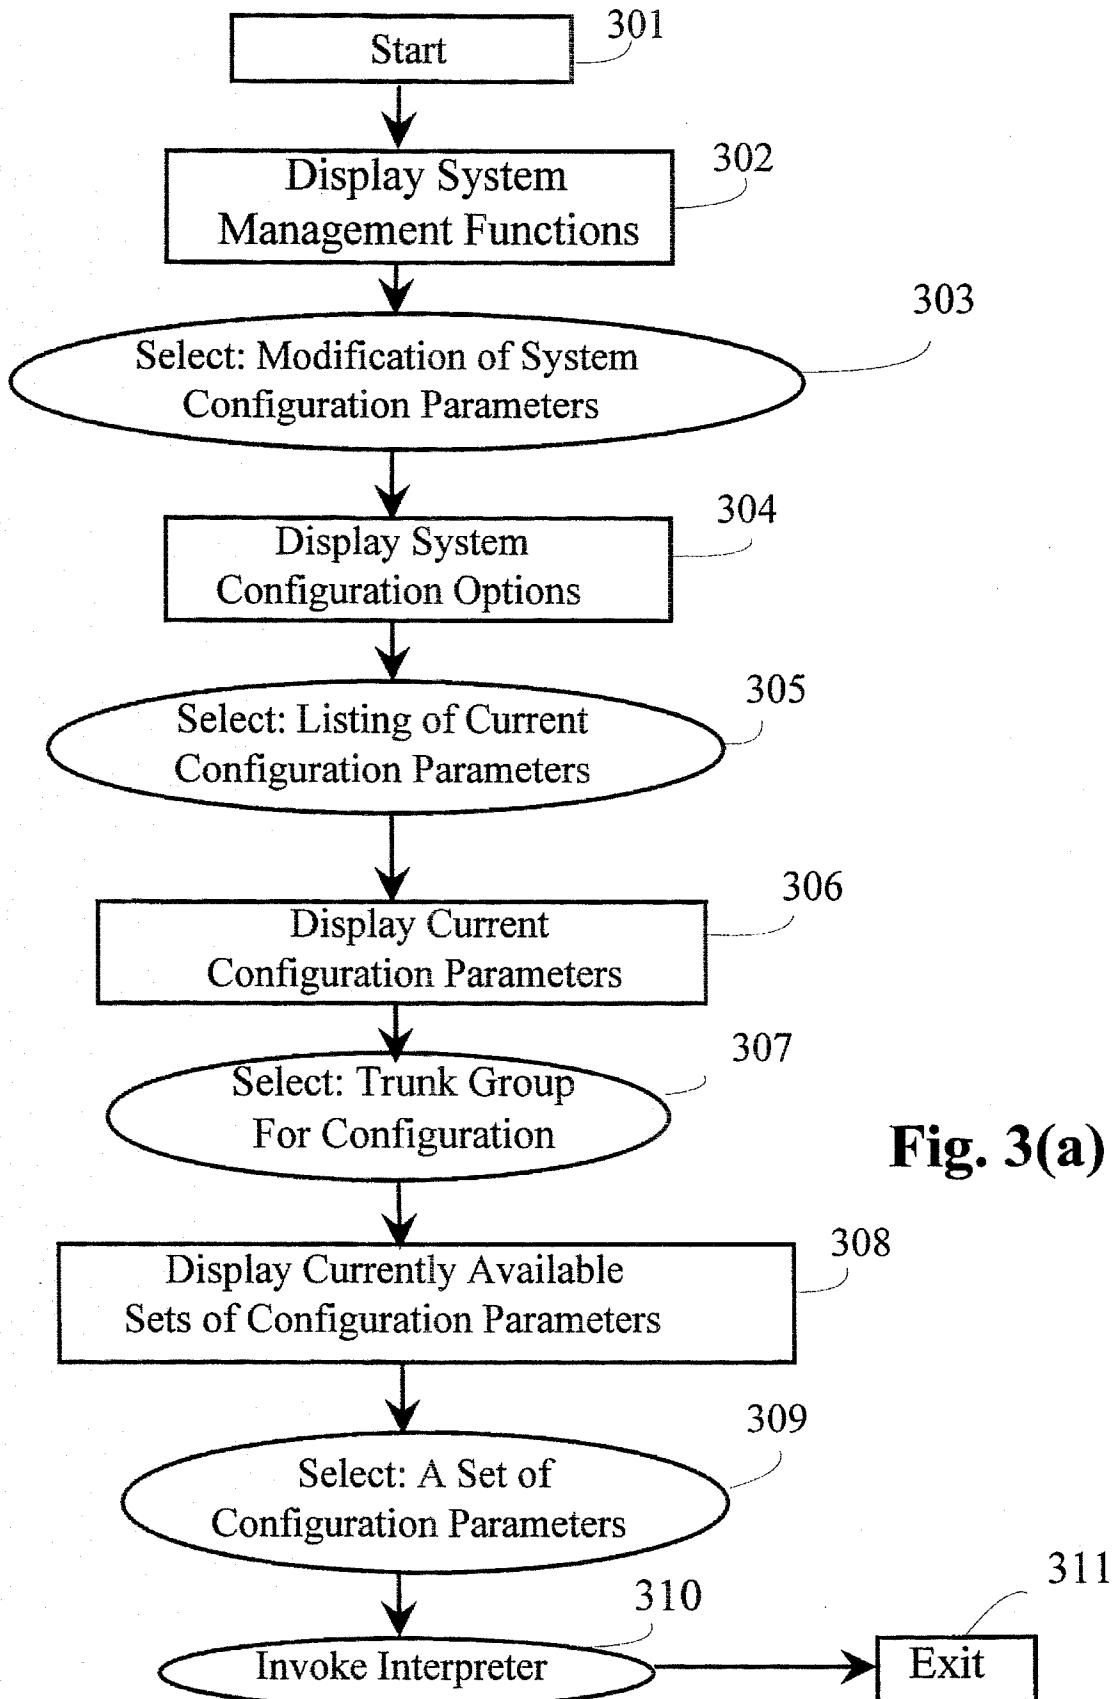 301
Start
302
Display System
Management Functions
303
Select: Modification of System
Configuration Parameters
304
Display System
Configuration Options
305
Select: Listing of Current
Configuration Parameters
306
Display Current
Configuration Parameters
307
Select: Trunk Group
For Configuration
Fig. 3(a)
308
Display Currently Available
Sets of Configuration Parameters
309
Select: A Set of
Configuration Parameters
310
311
Invoke Interpreter
Exit